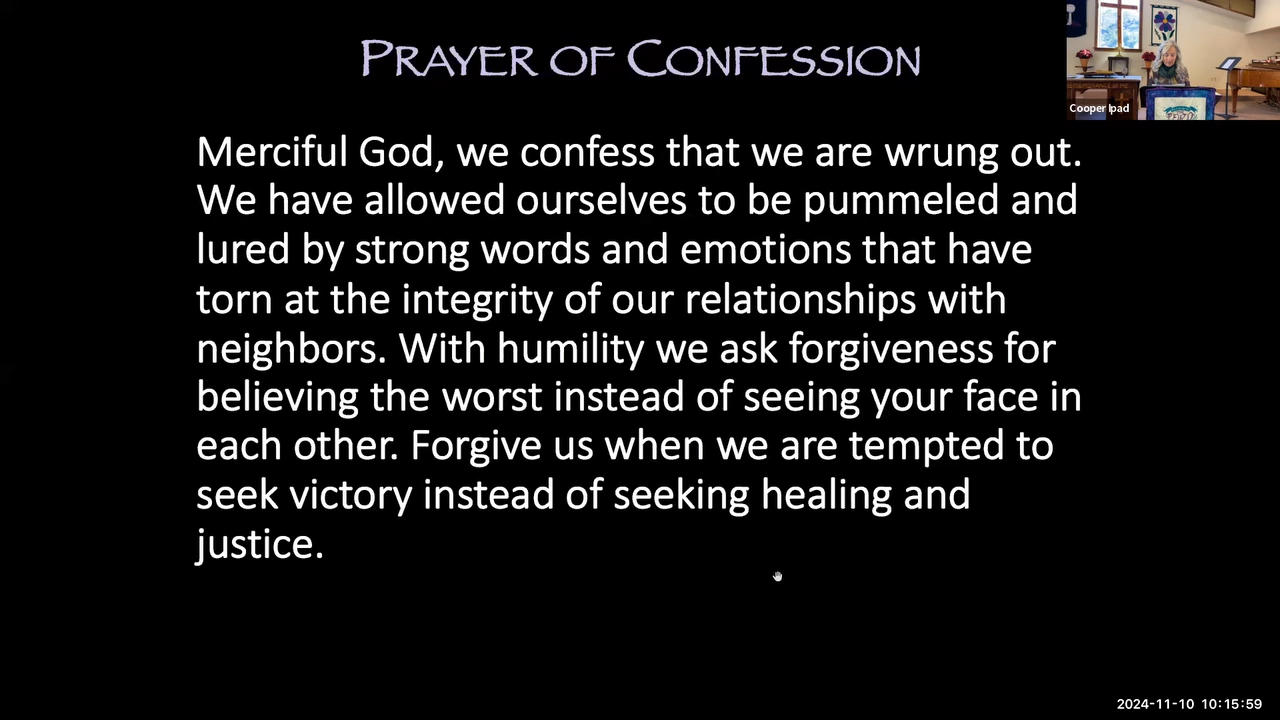 PRAYER OF CONFESSION
Cooper Ipad
Merciful God, we confess that we are wrung out.
We have allowed ourselves to be pummeled and
lured by strong words and emotions that have
torn at the integrity of our relationships with
neighbors. With humility we ask forgiveness for
believing the worst instead of seeing your face in
each other. Forgive us when we are tempted to
seek victory instead of seeking healing and
justice.
2024-11-10 10:15:59